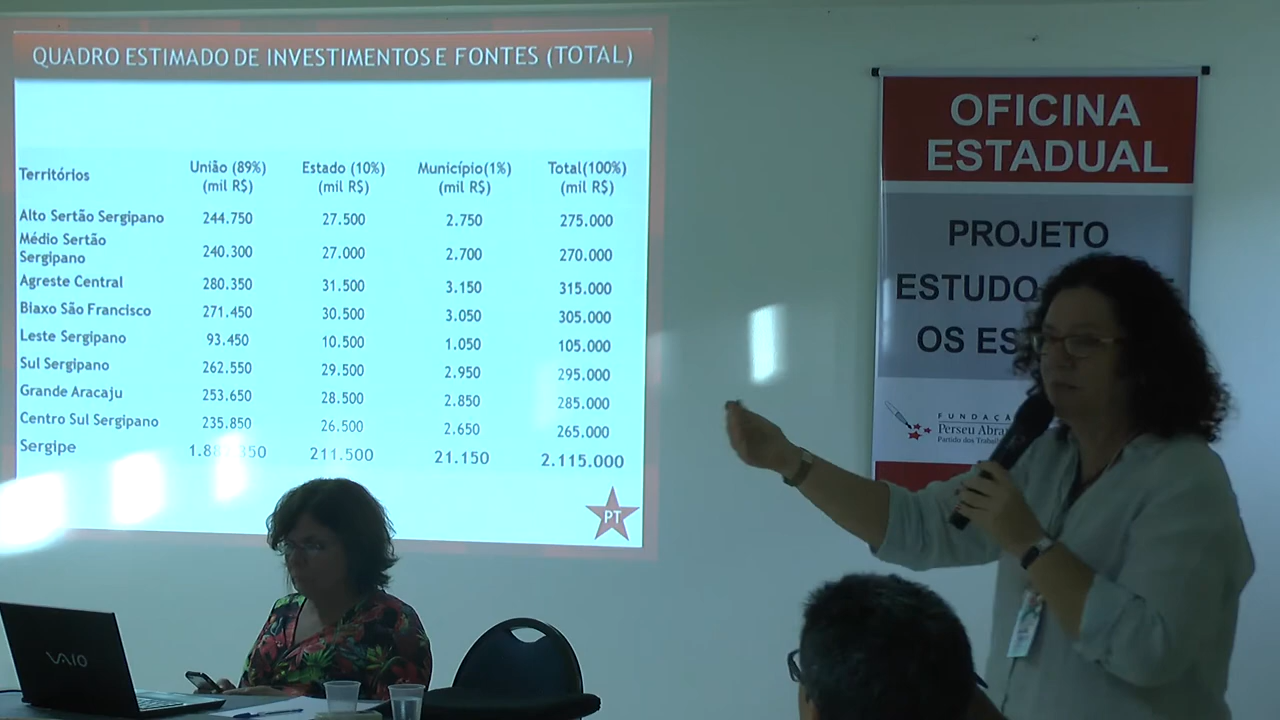 QUADRO ESTIMADO DE INVESTIMENTOS E FONTES (TOTAL)
Territórios União (89%) (mil R$) Estado (10%) (mil R$) Município(1%) (mil R$) Total(100%) (mil R$)
Alto Sertão Sergipano 244.750 27.500 2.750 275.000
Médio Sertão Sergipano 240.300 27.000 2.700 270.000
Agreste Central 280.350 31.500 3.150 315.000
Biaxo São Francisco 271.450 30.500 3.050 305.000
Leste Sergipano 93.450 10.500 1.050 105.000
Sul Sergipano 262.550 29.500 2.950 295.000
Grande Aracaju 253.650 28.500 2.850 285.000
Centro Sul Sergipano 235.850 26.500 2.650 265.000
Sergipe 211.500 21.150 2.115.000
PT
OFICINA
ESTADUAL
PROJETO
ESTUDO
OS
FUNDAÇÃ
Perseu
Partido dos
VAIO